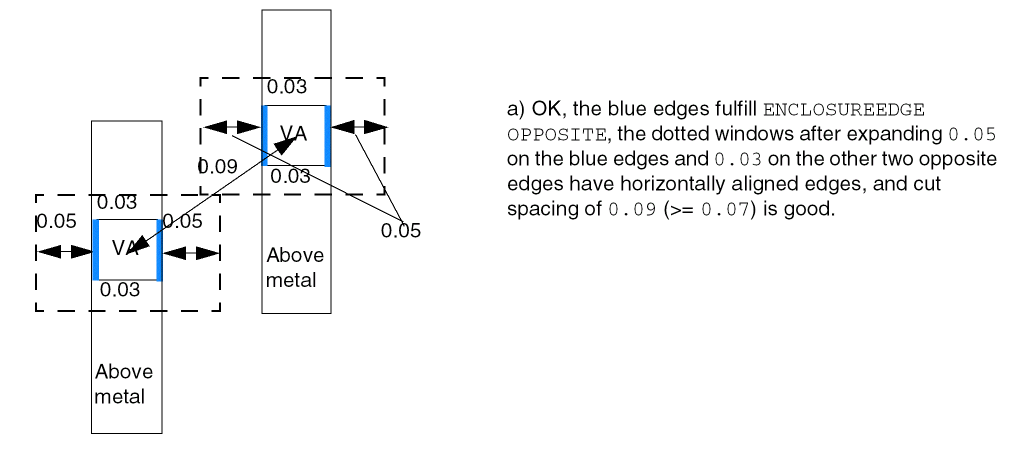 0.03
VA
0.09
0.03
0.03
0.05
0.05
0.05
VA
0.03
Above
metal
Above
metal
a) OK, the blue edges fulfill ENCLOSUREEDGE
OPPOSITE, the dotted windows after expanding 0.05
on the blue edges and 0.03 on the other two opposite
edges have horizontally aligned edges, and cut
spacing of 0.09 (>= 0.07) is good.